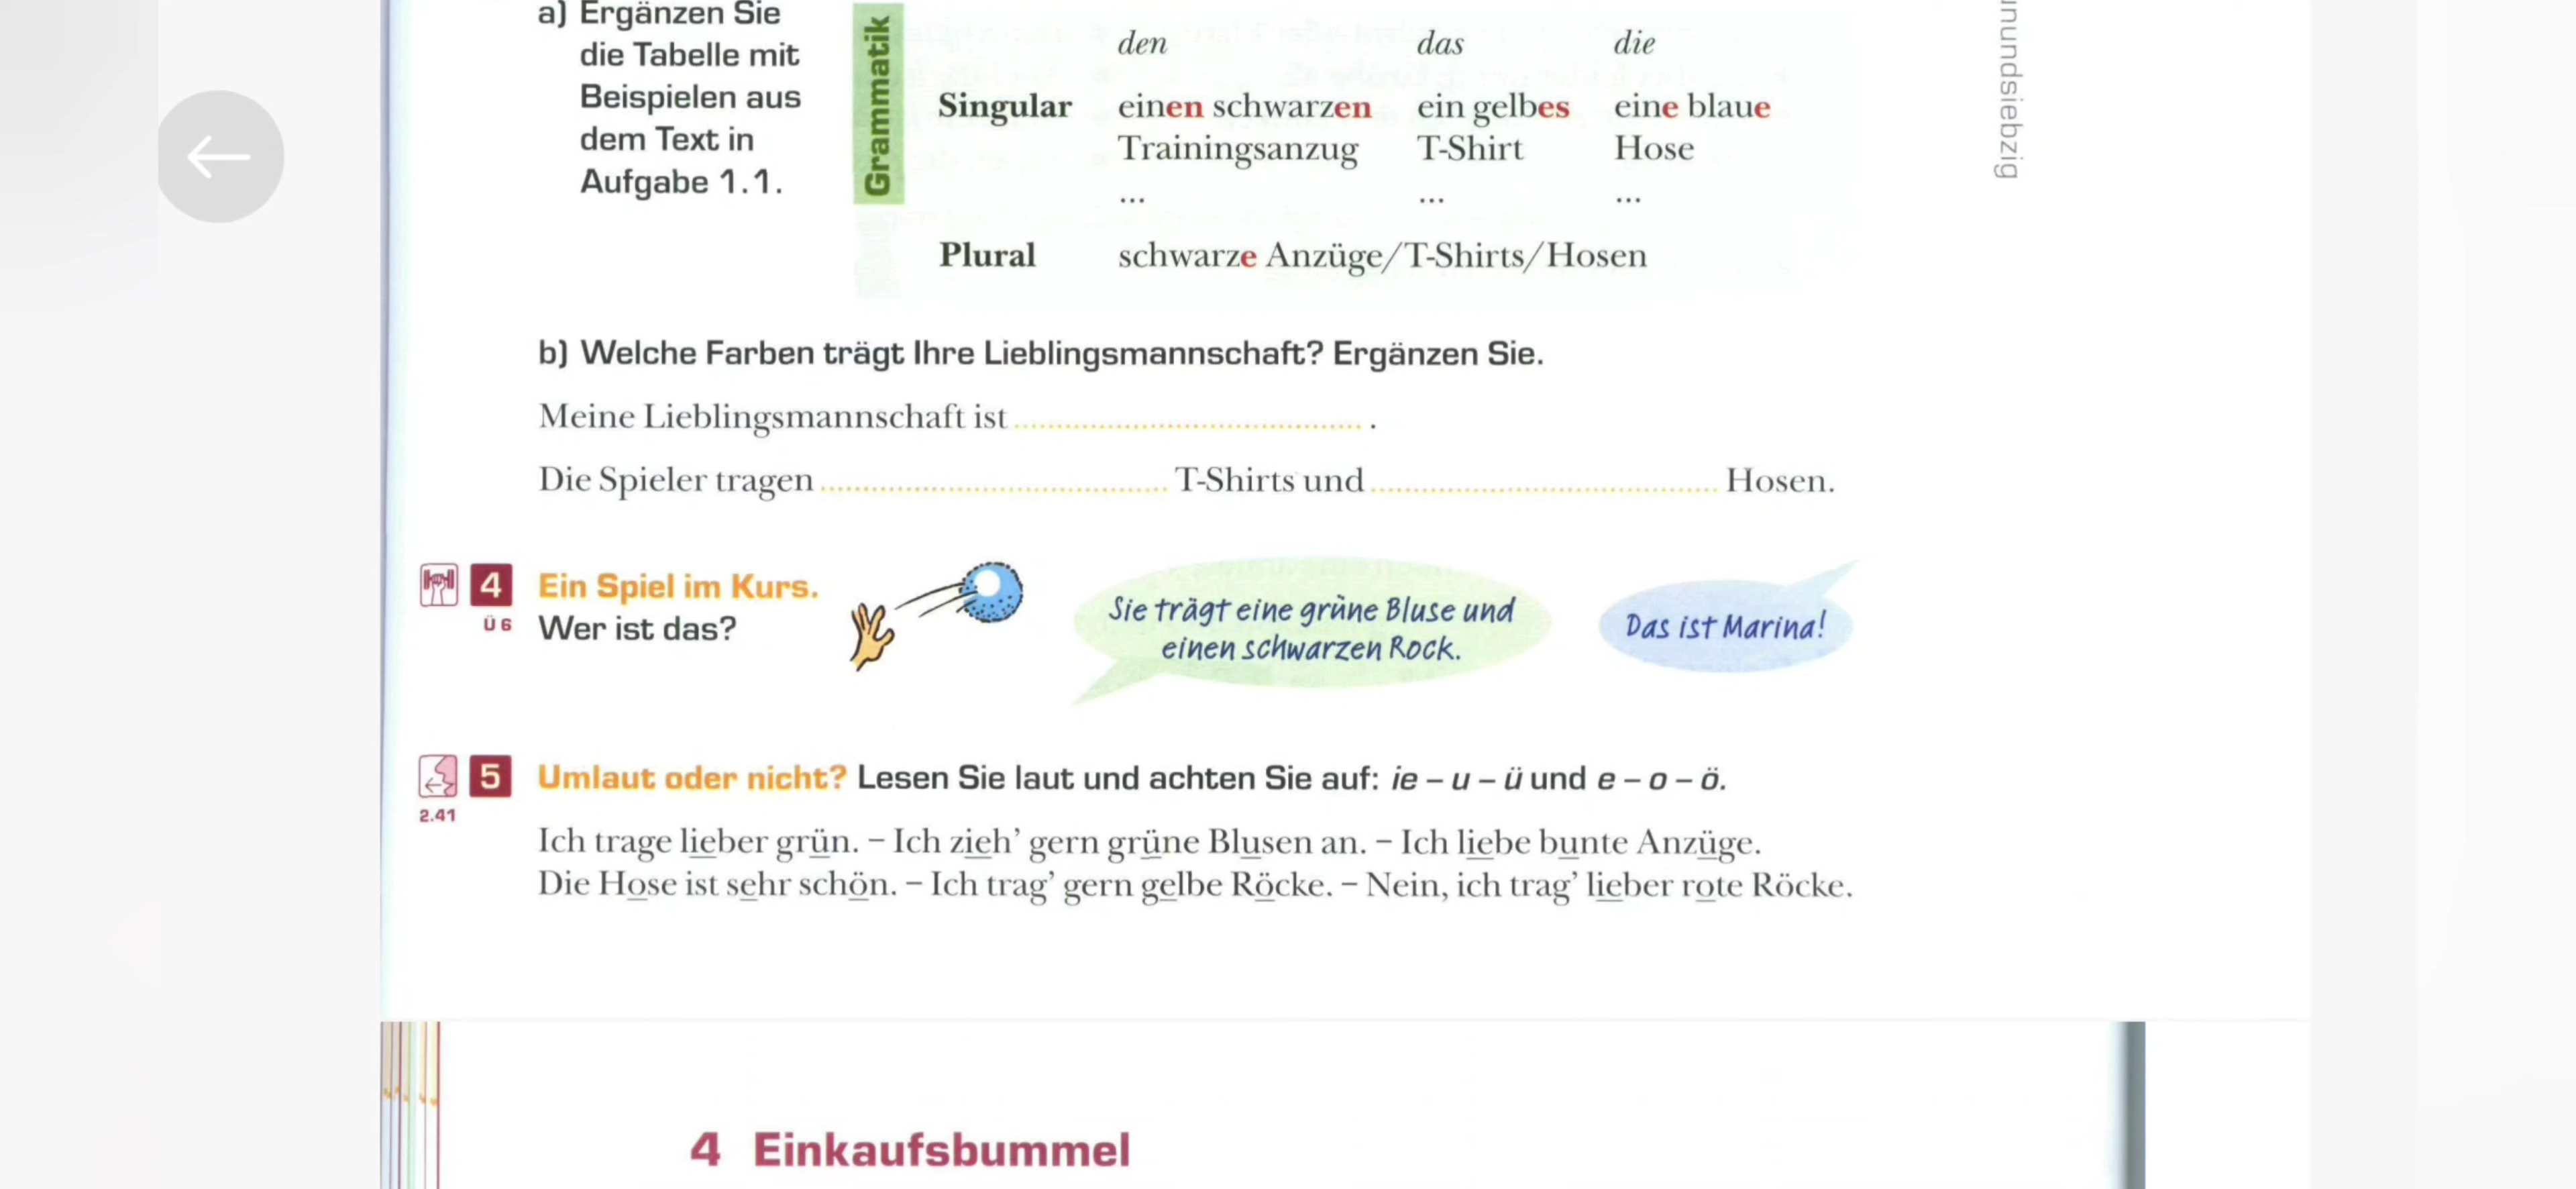 a) Ergänzen Sie
die Tabelle mit
Beispielen aus
dem Text in
Aufgabe 1.1.
Grammatik
den das die
Singular einen schwarzen ein gelbes eine blaue
Trainingsanzug T-Shirt Hose
... ... ...
Plural schwarze Anzüge/T-Shirts/Hosen
b) Welche Farben trägt Ihre Lieblingsmannschaft? Ergänzen Sie.
Meine Lieblingsmannschaft ist .................................... .
Die Spieler tragen .................................... T-Shirts und .................................... Hosen.
4 Ein Spiel im Kurs.
Ü 6 Wer ist das?
Sie trägt eine grüne Bluse und
einen schwarzen Rock.
Das ist Marina!
5 Umlaut oder nicht? Lesen Sie laut und achten Sie auf: ie – u – ü und e – o – ö.
2.41
Ich trage lieber grün. – Ich zieh’ gern grüne Blusen an. – Ich liebe bunte Anzüge.
Die Hose ist sehr schön. – Ich trag’ gern gelbe Röcke. – Nein, ich trag’ lieber rote Röcke.
4 Einkaufsbummel